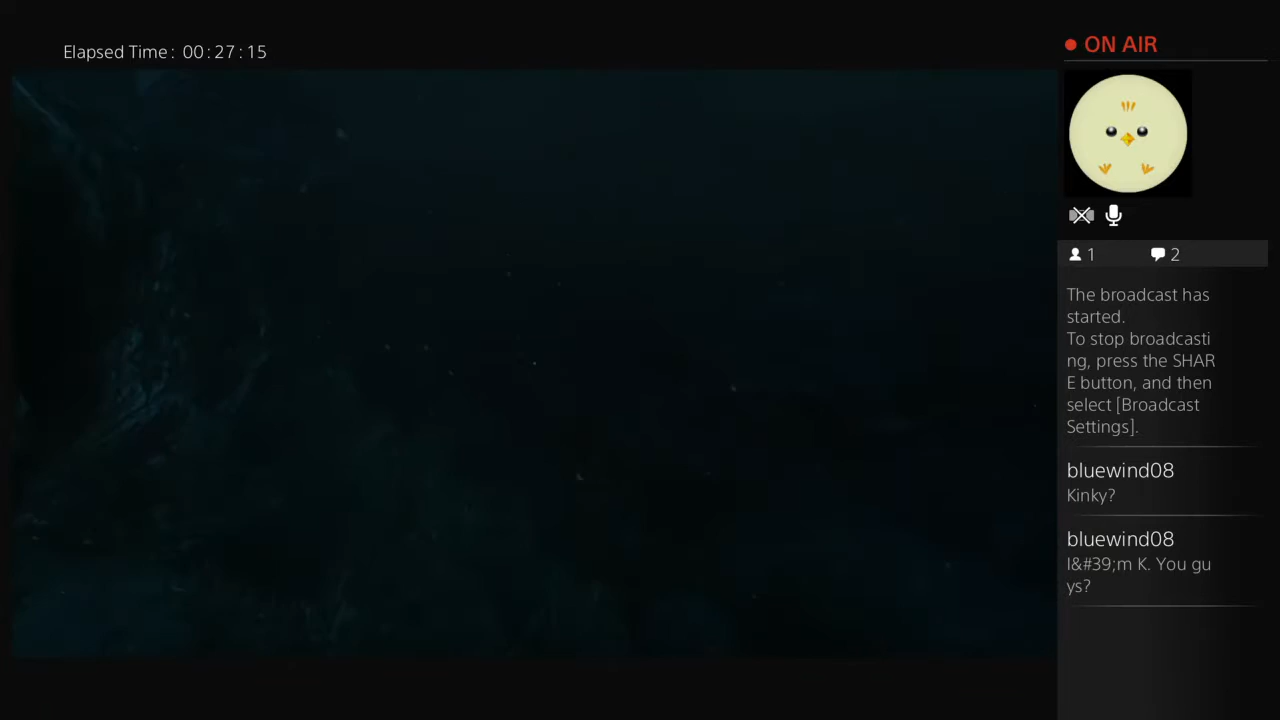 Elapsed Time: 00:27:15
ON AIR
1 2
The broadcast has
started.
To stop broadcasti
ng, press the SHAR
E button, and then
select [Broadcast
Settings].
bluewind08
Kinky?
bluewind08
I&#39;m K. You gu
ys?